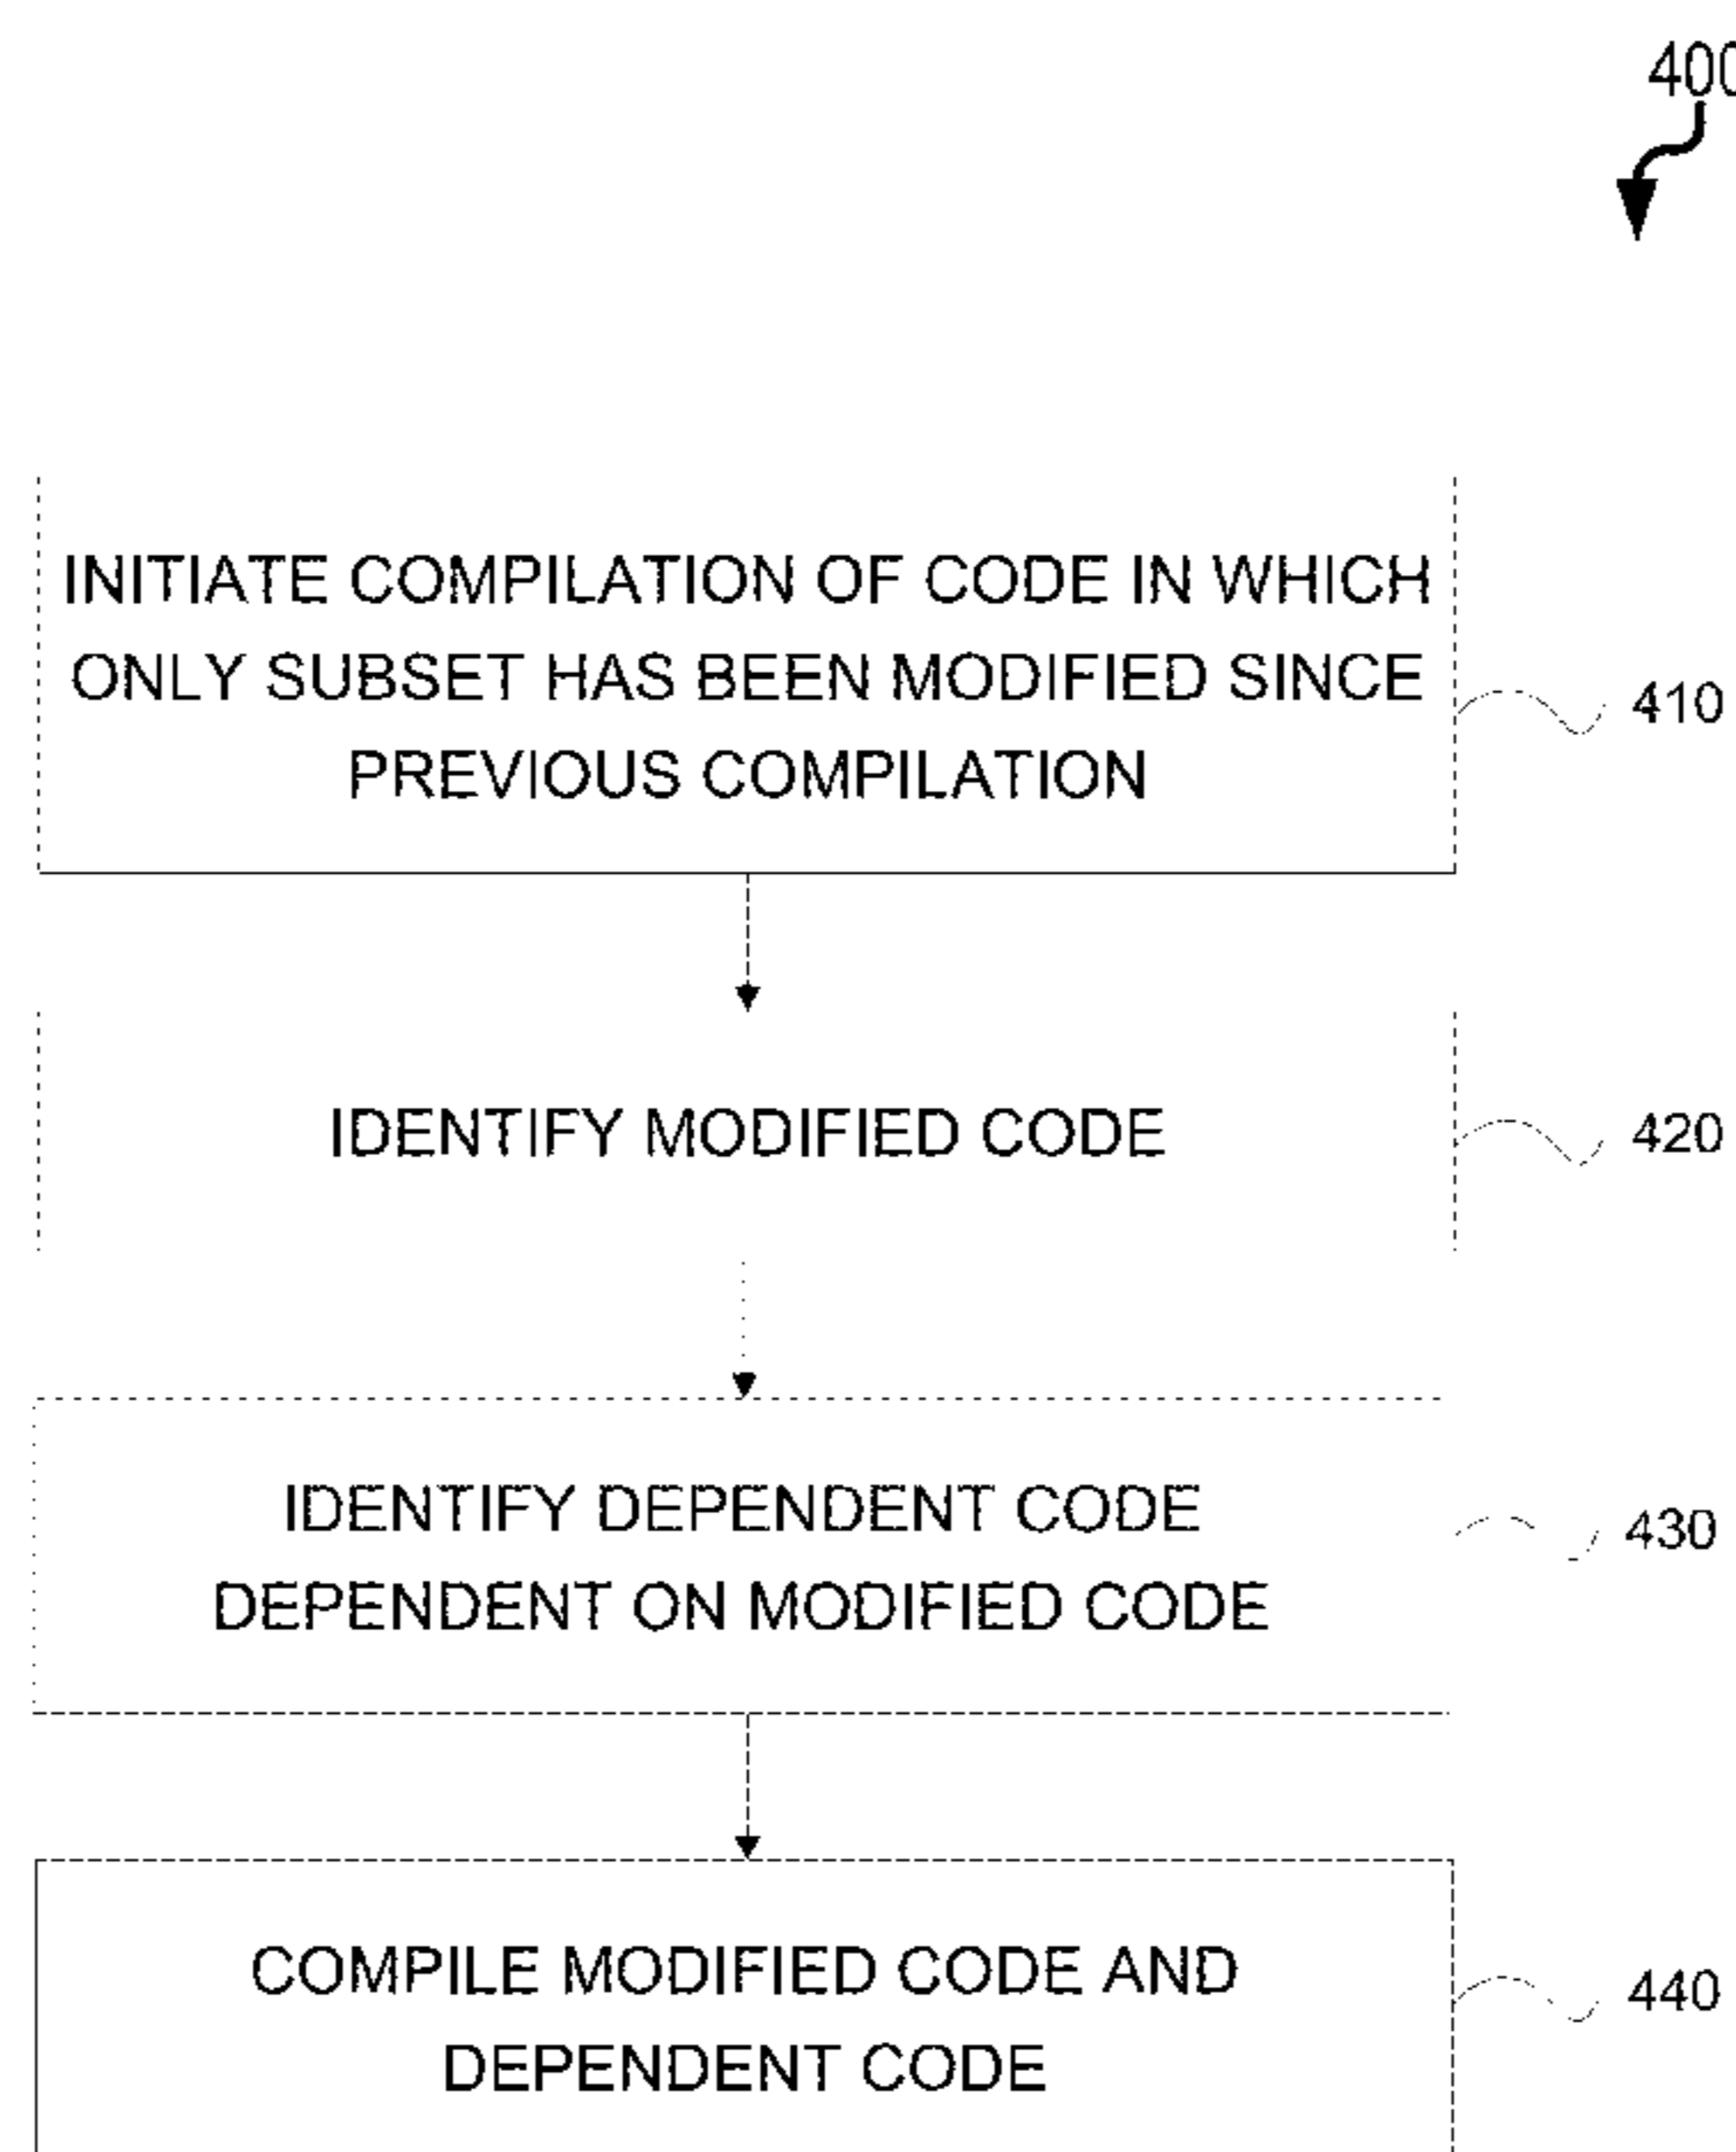 400
INITIATE COMPILATION OF CODE IN WHICH
ONLY SUBSET HAS BEEN MODIFIED SINCE
PREVIOUS COMPILATION
410
IDENTIFY MODIFIED CODE
420
IDENTIFY DEPENDENT CODE
DEPENDENT ON MODIFIED CODE
430
COMPILE MODIFIED CODE AND
DEPENDENT CODE
440